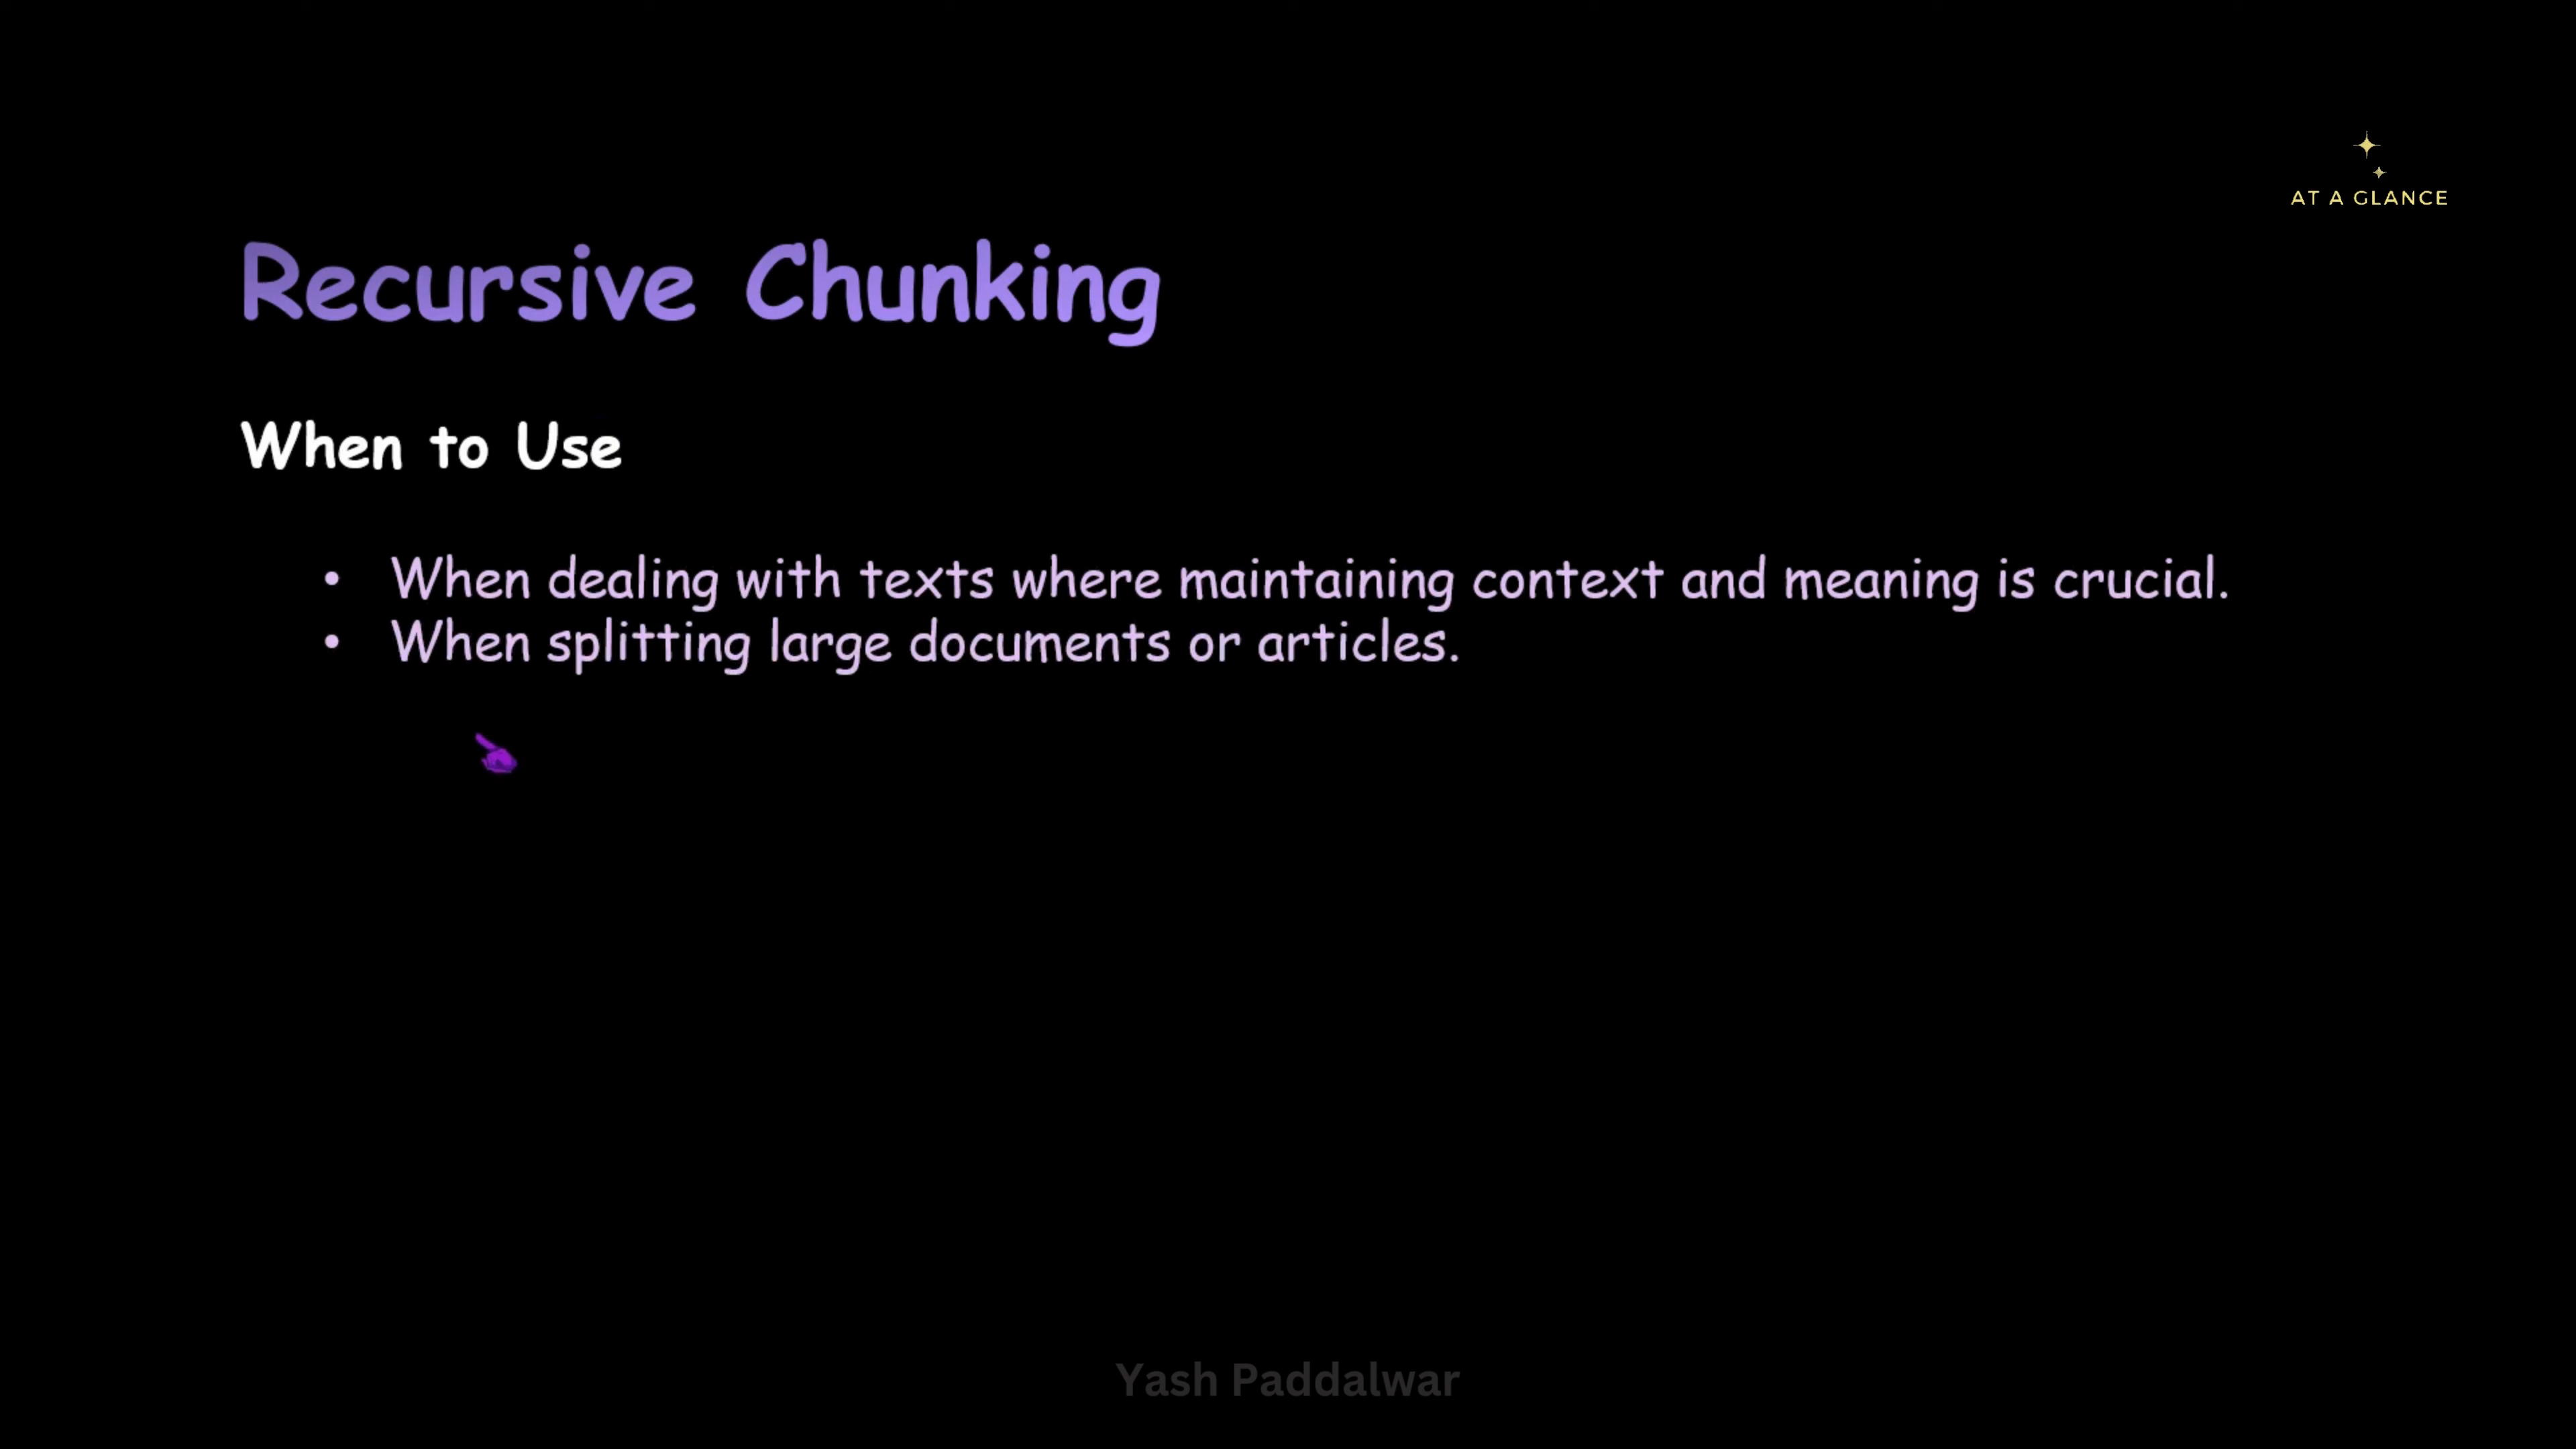 AT A GLANCE
Recursive Chunking
When to Use
• When dealing with texts where maintaining context and meaning is crucial.
• When splitting large documents or articles.
Yash Paddalwar